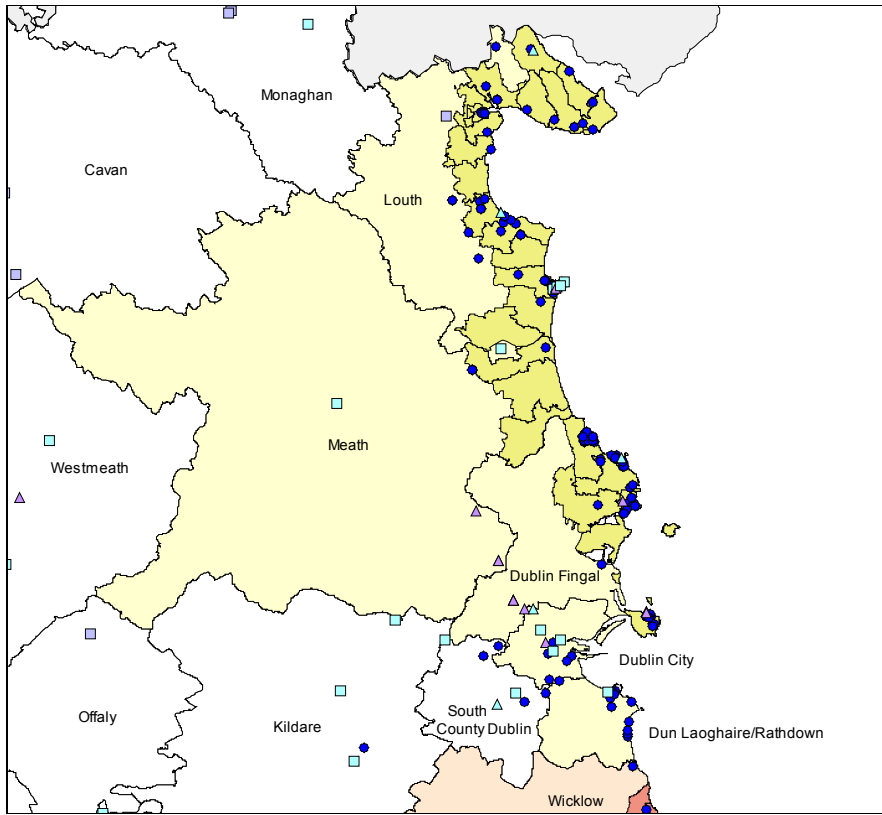 Monaghan
Cavan
Louth
Meath
Westmeath
Dublin Fingal
Dublin City
Offaly
Kildare
South
County Dublin
Dun Laoghaire/Rathdown
Wicklow